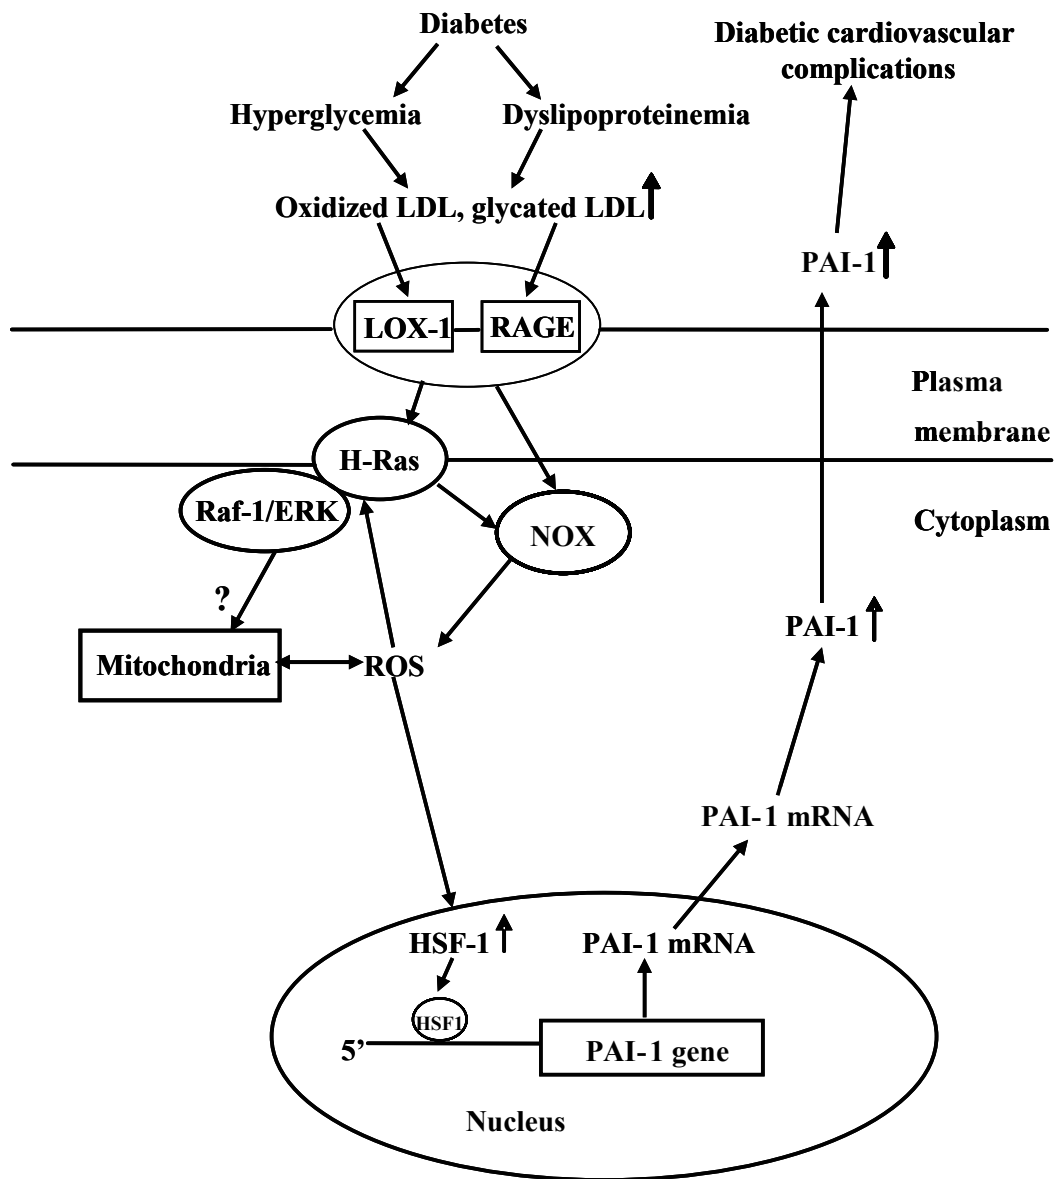 Diabetes
Diabetic cardiovascular
complications
Hyperglycemia
Dyslipoproteinemia
Oxidized LDL, glycated LDL
PAI-1
LOX-1
RAGE
Plasma
membrane
H-Ras
Raf-1/ERK
NOX
Cytoplasm
?
PAI-1
Mitochondria
ROS
PAI-1 mRNA
HSF-1
PAI-1 mRNA
HSF1
5’
PAI-1 gene
Nucleus